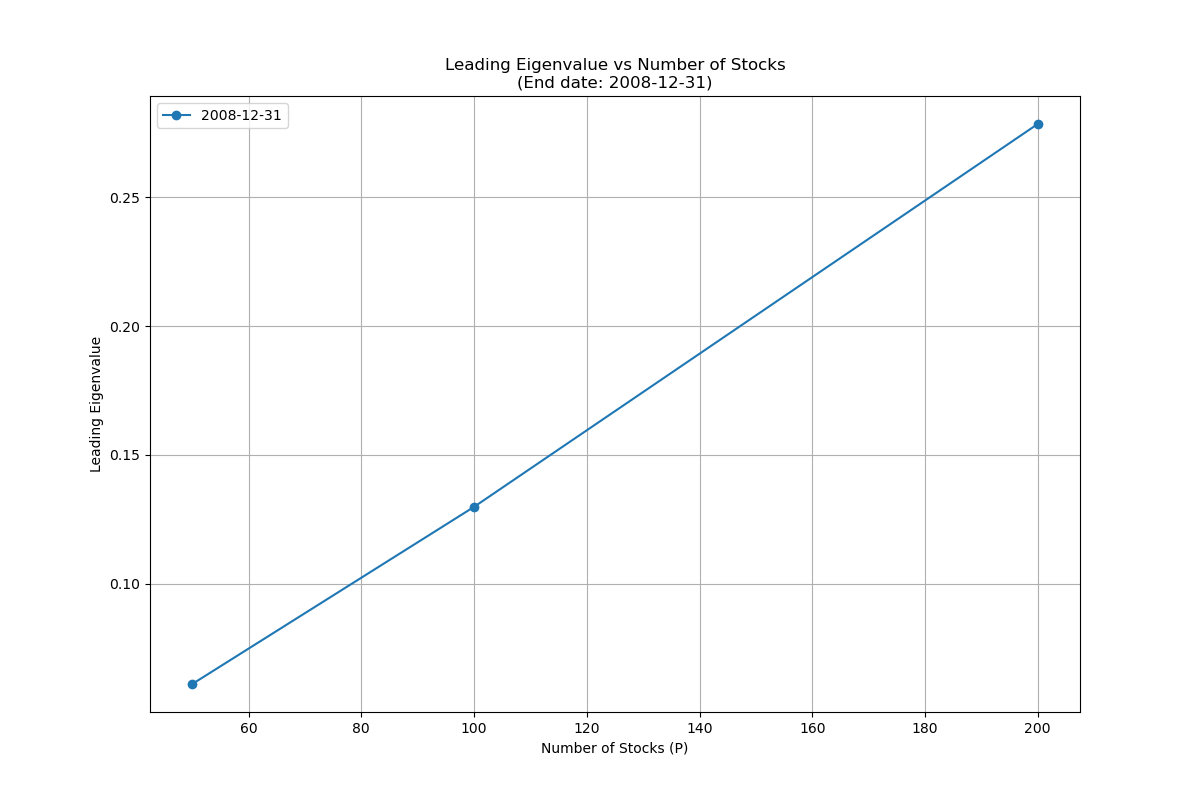 Leading Eigenvalue vs Number of Stocks
(End date: 2008-12-31)
2008-12-31
0.25
0.20
0.15
0.10
Leading Eigenvalue
60 80 100 120 140 160 180 200
Number of Stocks (P)